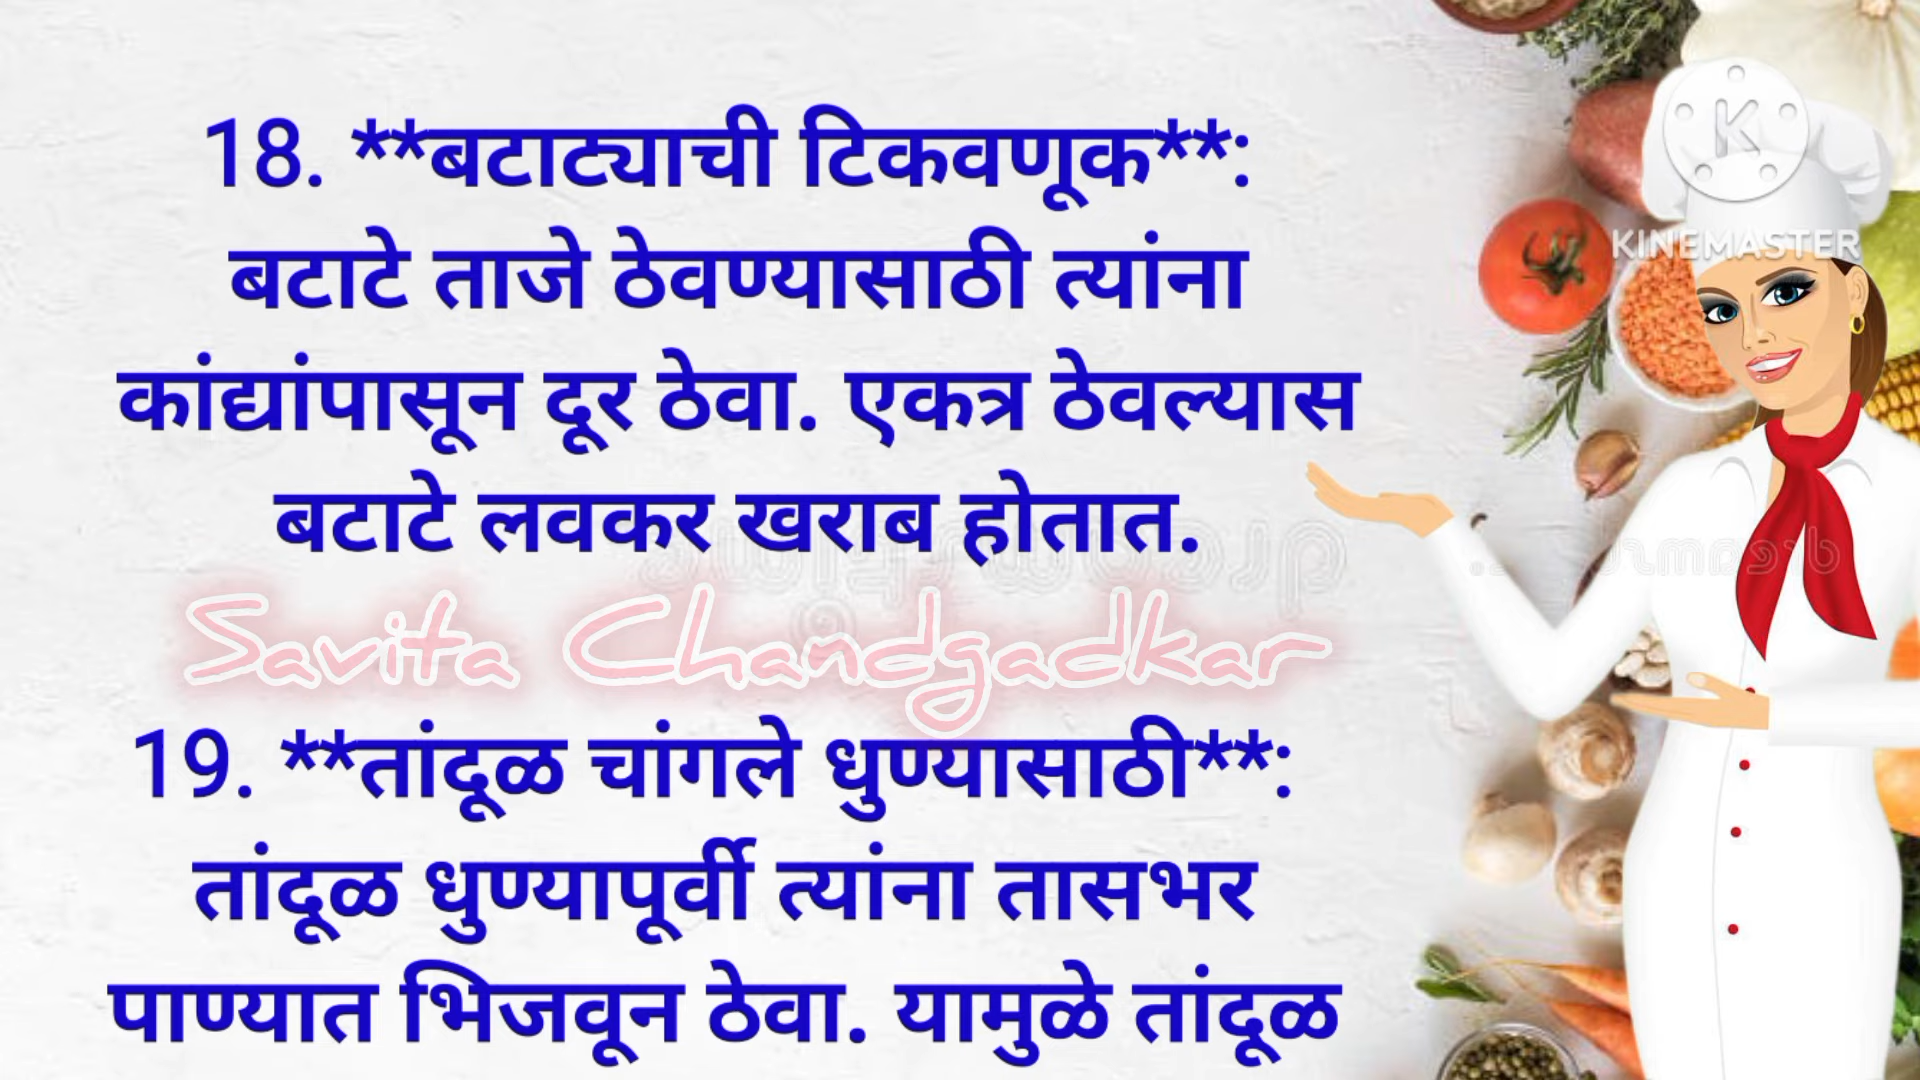 18. **बटाट्याची टिकवणूक**:
बटाटे ताजे ठेवण्यासाठी त्यांना
कांद्यांपासून दूर ठेवा. एकत्र ठेवल्यास
बटाटे लवकर खराब होतात.
Savita Chandgadkar
19. **तांदूळ चांगले धुण्यासाठी**:
तांदूळ धुण्यापूर्वी त्यांना तासभर
पाण्यात भिजवून ठेवा. यामुळे तांदूळ
K
KINEMASTER